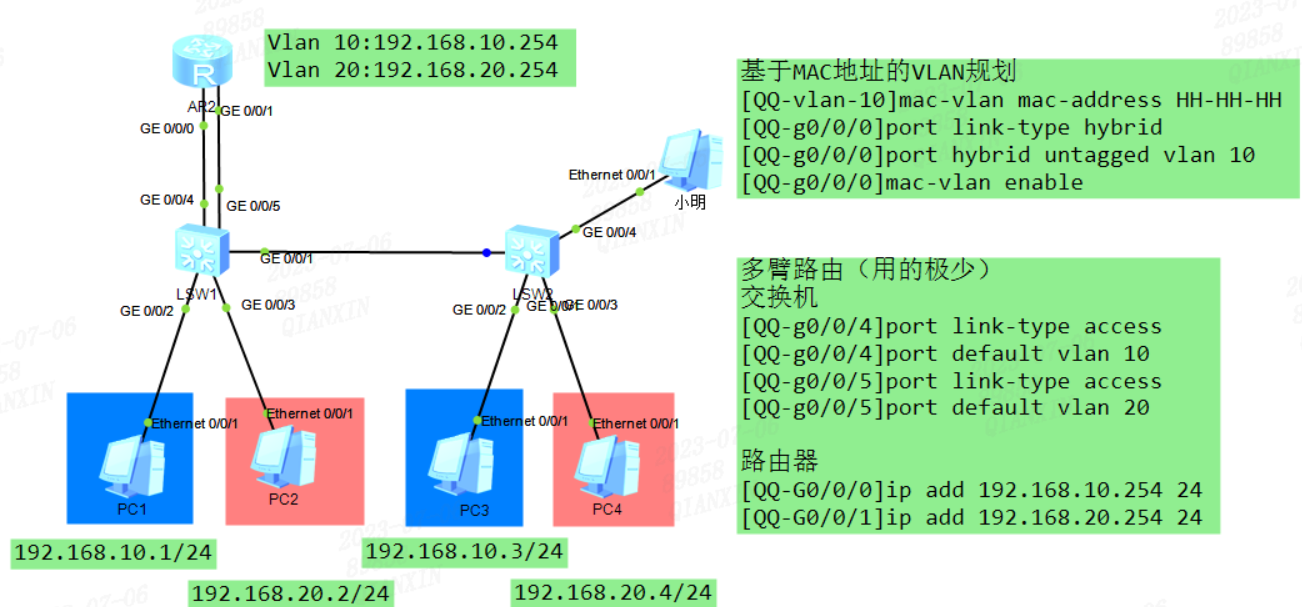 Vlan 10:192.168.10.254
Vlan 20:192.168.20.254
R
AR2
GE 0/0/1
GE 0/0/0
GE 0/0/4
GE 0/0/5
GE 0/0/1
LSW1
GE 0/0/2
GE 0/0/3
Ethernet 0/0/1
小明
GE 0/0/4
LSW2
GE 0/0/1
GE 0/0/2
GE 0/0/3
Ethernet 0/0/1
Ethernet 0/0/1
Ethernet 0/0/1
Ethernet 0/0/1
PC1
PC2
PC3
PC4
192.168.10.1/24
192.168.20.2/24
192.168.10.3/24
192.168.20.4/24
基于MAC地址的VLAN规划
[QQ-vlan-10]mac-vlan mac-address HH-HH-HH
[QQ-g0/0/0]port link-type hybrid
[QQ-g0/0/0]port hybrid untagged vlan 10
[QQ-g0/0/0]mac-vlan enable
多臂路由（用的极少）
交换机
[QQ-g0/0/4]port link-type access
[QQ-g0/0/4]port default vlan 10
[QQ-g0/0/5]port link-type access
[QQ-g0/0/5]port default vlan 20
路由器
[QQ-G0/0/0]ip add 192.168.10.254 24
[QQ-G0/0/1]ip add 192.168.20.254 24